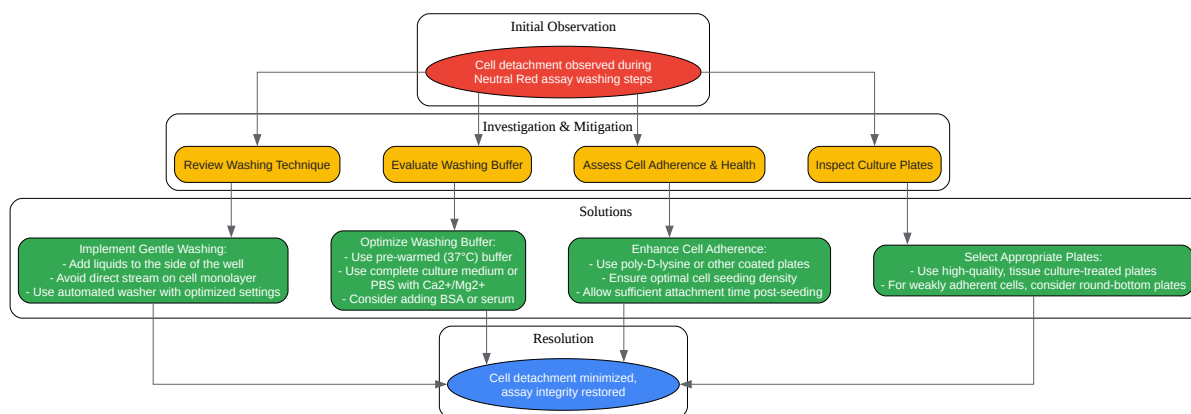 Initial Observation
Cell detachment observed during
Neutral Red assay washing steps
Investigation & Mitigation
Review Washing Technique
Evaluate Washing Buffer
Assess Cell Adherence & Health
Inspect Culture Plates
Solutions
Implement Gentle Washing:
- Add liquids to the side of the well
- Avoid direct stream on cell monolayer
- Use automated washer with optimized settings
Optimize Washing Buffer:
- Use pre-warmed (37°C) buffer
- Use complete culture medium or
PBS with Ca2+/Mg2+
- Consider adding BSA or serum
Enhance Cell Adherence:
- Use poly-D-lysine or other coated plates
- Ensure optimal cell seeding density
- Allow sufficient attachment time post-seeding
Select Appropriate Plates:
- Use high-quality, tissue culture-treated plates
- For weakly adherent cells, consider round-bottom plates
Resolution
Cell detachment minimized,
assay integrity restored